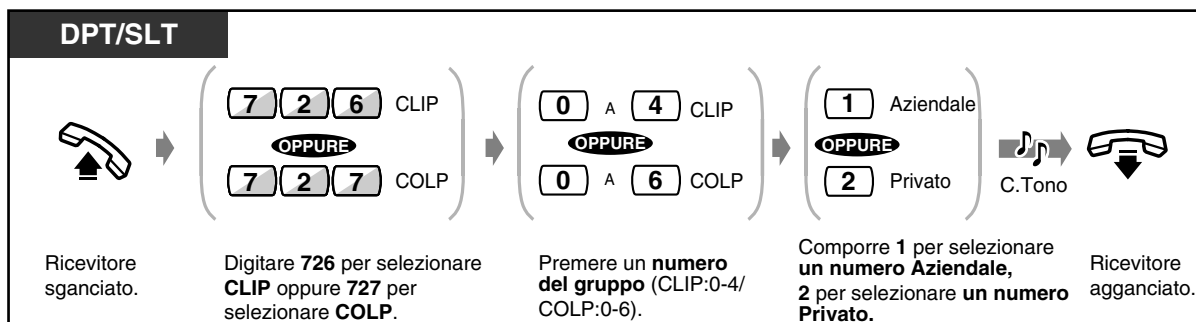 DPT/SLT
7 2 6 CLIP
OPPURE
7 2 7 COLP
0 A 4 CLIP
OPPURE
0 A 6 COLP
1 Aziendale
OPPURE
2 Privato
C.Tono
Ricevitore
sganciato.
Digitare 726 per selezionare
CLIP oppure 727 per
selezionare COLP.
Premere un numero
del gruppo (CLIP:0-4/
COLP:0-6).
Comporre 1 per selezionare
un numero Aziendale,
2 per selezionare un numero
Privato.
Ricevitore
agganciato.